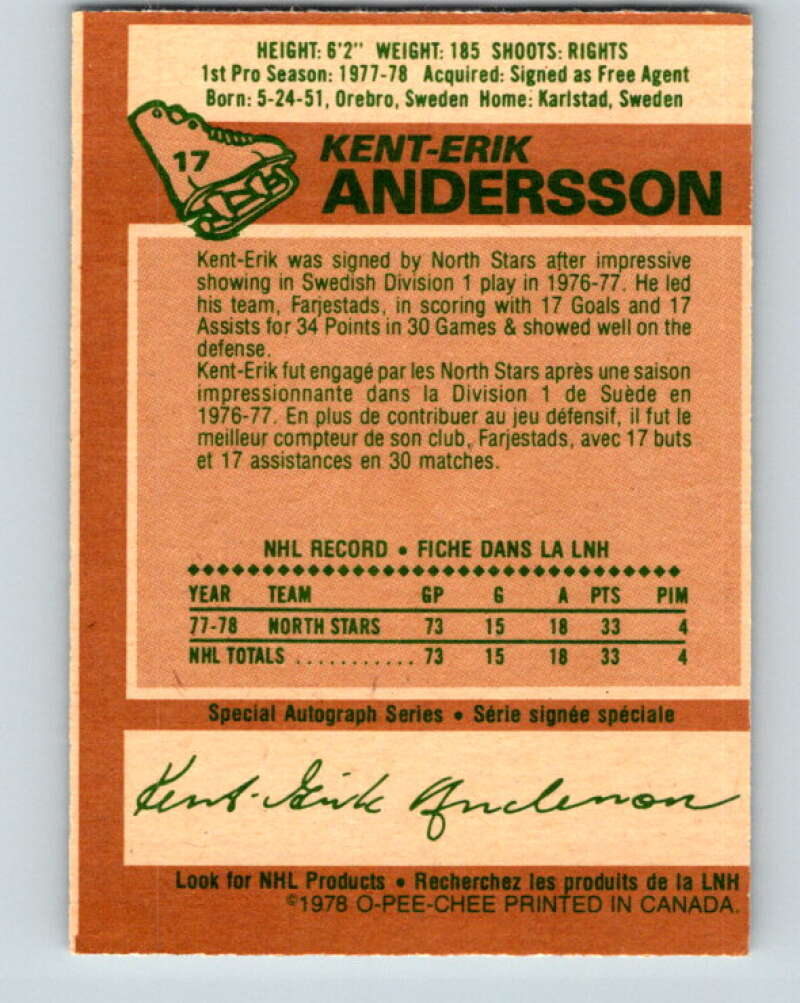 HEIGHT: 6'2" WEIGHT: 185 SHOOTS: RIGHTS
1st Pro Season: 1977-78 Acquired: Signed as Free Agent
Born: 5-24-51, Orebro, Sweden Home: Karlstad, Sweden
17
KENT-ERIK
ANDERSSON
Kent-Erik was signed by North Stars after impressive
showing in Swedish Division 1 play in 1976-77. He led
his team, Farjestads, in scoring with 17 Goals and 17
Assists for 34 Points in 30 Games & showed well on the
defense.
Kent-Erik fut engagé par les North Stars après une saison
impressionnante dans la Division 1 de Suède en
1976-77. En plus de contribuer au jeu défensif, il fut le
meilleur compteur de son club, Farjestads, avec 17 buts
et 17 assistances en 30 matches.
NHL RECORD • FICHE DANS LA LNH
YEAR TEAM GP G A PTS PIM
77-78 NORTH STARS 73 15 18 33 4
NHL TOTALS ........... 73 15 18 33 4
Special Autograph Series • Série signée spéciale
Kent-Erik Andersson
Look for NHL Products • Recherchez les produits de la LNH
©1978 O-PEE-CHEE PRINTED IN CANADA.